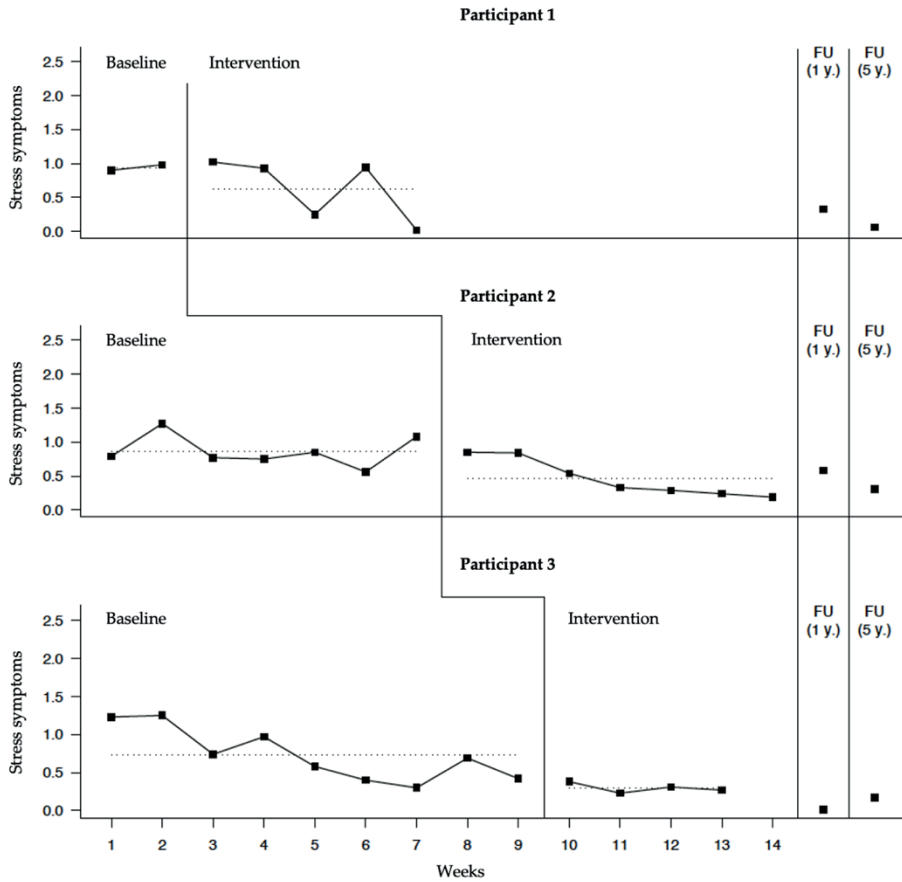 Participant 1
Baseline Intervention FU FU
(1 y.) (5 y.)
2.5
2.0
1.5
1.0
0.5
0.0
Stress symptoms
Participant 2
Baseline Intervention FU FU
(1 y.) (5 y.)
2.5
2.0
1.5
1.0
0.5
0.0
Stress symptoms
Participant 3
Baseline Intervention FU FU
(1 y.) (5 y.)
2.5
2.0
1.5
1.0
0.5
0.0
Stress symptoms
1 2 3 4 5 6 7 8 9 10 11 12 13 14
Weeks